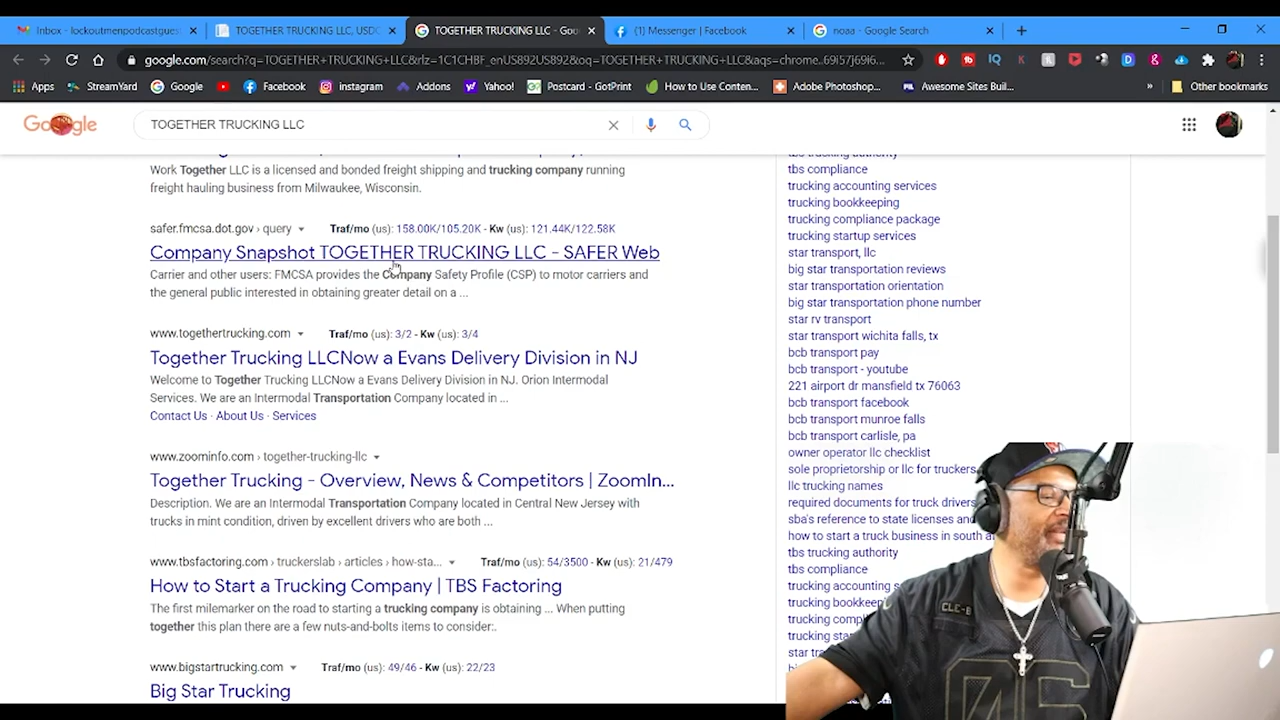 Inbox - lockoutmenpodcastgues
TOGETHER TRUCKING LLC, USDO
TOGETHER TRUCKING LLC - Goo
(1) Messenger | Facebook
noaa - Google Search
google.com/search?q=TOGETHER+TRUCKING+LLC&rlz=1C1CHBF_enUS892US892&oq=TOGETHER+TRUCKING+LLC&aqs=chrome..69i57j69i6...
Apps
StreamYard
Google
Facebook
instagram
Addons
Yahoo!
Postcard - GotPrint
How to Use Conten...
Adobe Photoshop...
Awesome Sites Buil...
»
Other bookmarks
Google
TOGETHER TRUCKING LLC
Work Together LLC is a licensed and bonded freight shipping and trucking company running
freight hauling business from Milwaukee, Wisconsin.
safer.fmcsa.dot.gov › query
Traf/mo (us): 158.00K/105.20K - Kw (us): 121.44K/122.58K
Company Snapshot TOGETHER TRUCKING LLC - SAFER Web
Carrier and other users: FMCSA provides the Company Safety Profile (CSP) to motor carriers and
the general public interested in obtaining greater detail on a ...
www.togethertrucking.com
Traf/mo (us): 3/2 - Kw (us): 3/4
Together Trucking LLCNow a Evans Delivery Division in NJ
Welcome to Together Trucking LLCNow a Evans Delivery Division in NJ. Orion Intermodal
Services. We are an Intermodal Transportation Company located in ...
Contact Us · About Us · Services
www.zoominfo.com › together-trucking-llc
Together Trucking - Overview, News & Competitors | ZoomIn...
Description. We are an Intermodal Transportation Company located in Central New Jersey with
trucks in mint condition, driven by excellent drivers who are both ...
www.tbsfactoring.com › truckerslab › articles › how-sta...
Traf/mo (us): 54/3500 - Kw (us): 21/479
How to Start a Trucking Company | TBS Factoring
The first milemarker on the road to starting a trucking company is obtaining ... When putting
together this plan there are a few nuts-and-bolts items to consider:.
www.bigstartrucking.com
Traf/mo (us): 49/46 - Kw (us): 22/23
Big Star Trucking
tbs trucking authority
tbs compliance
trucking accounting services
trucking bookkeeping
trucking compliance package
trucking startup services
star transport, llc
big star transportation reviews
star transportation orientation
big star transportation phone number
star rv transport
star transport wichita falls, tx
bcb transport pay
bcb transport - youtube
221 airport dr mansfield tx 76063
bcb transport facebook
bcb transport munroe falls
bcb transport carlisle, pa
owner operator llc checklist
sole proprietorship or llc for truckers
llc trucking names
required documents for truck drivers
sba's reference to state licenses and
how to start a truck business in south a
tbs trucking authority
tbs compliance
trucking accounting s
trucking bookkeepi
trucking compl
trucking sta
star tra
CLE-B